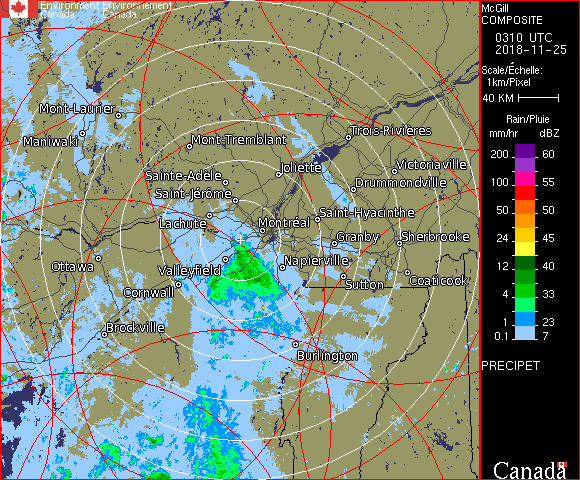 Environment Environnement
Canada Canada
McGill
COMPOSITE
0310 UTC
2018-11-25
Scale/Échelle:
1km/Pixel
40 KM
Rain/Pluie
mm/hr dBZ
200 60
100 55
50 50
24 45
12 40
4 33
1 23
0.1 7
PRECIPET
Canada
Mont-Laurier
Maniwaki
Mont-Tremblant
Trois-Rivières
Joliette
Victoriaville
Sainte-Adèle
Drummondville
Saint-Jérôme
Lachute
Saint-Hyacinthe
Montréal
Granby
Sherbrooke
Ottawa
Valleyfield
Napierville
Coaticook
Cornwall
Sutton
Brockville
Burlington